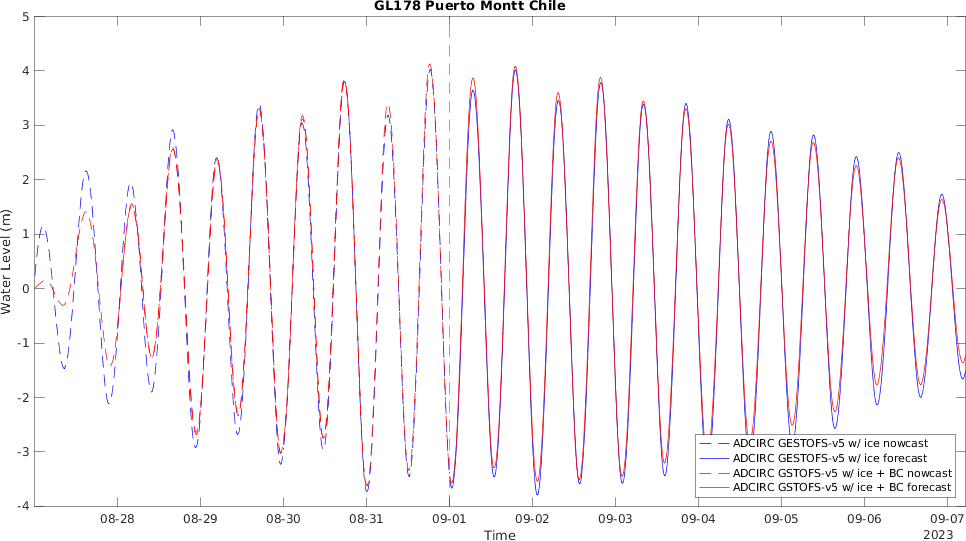 GL178 Puerto Montt Chile
5
4
3
2
1
0
-1
-2
-3
-4
Water Level (m)
ADCIRC GESTOFS-v5 w/ ice nowcast
ADCIRC GESTOFS-v5 w/ ice forecast
ADCIRC GSTOFS-v5 w/ ice + BC nowcast
ADCIRC GSTOFS-v5 w/ ice + BC forecast
08-28 08-29 08-30 08-31 09-01 09-02 09-03 09-04 09-05 09-06 09-07
Time
2023